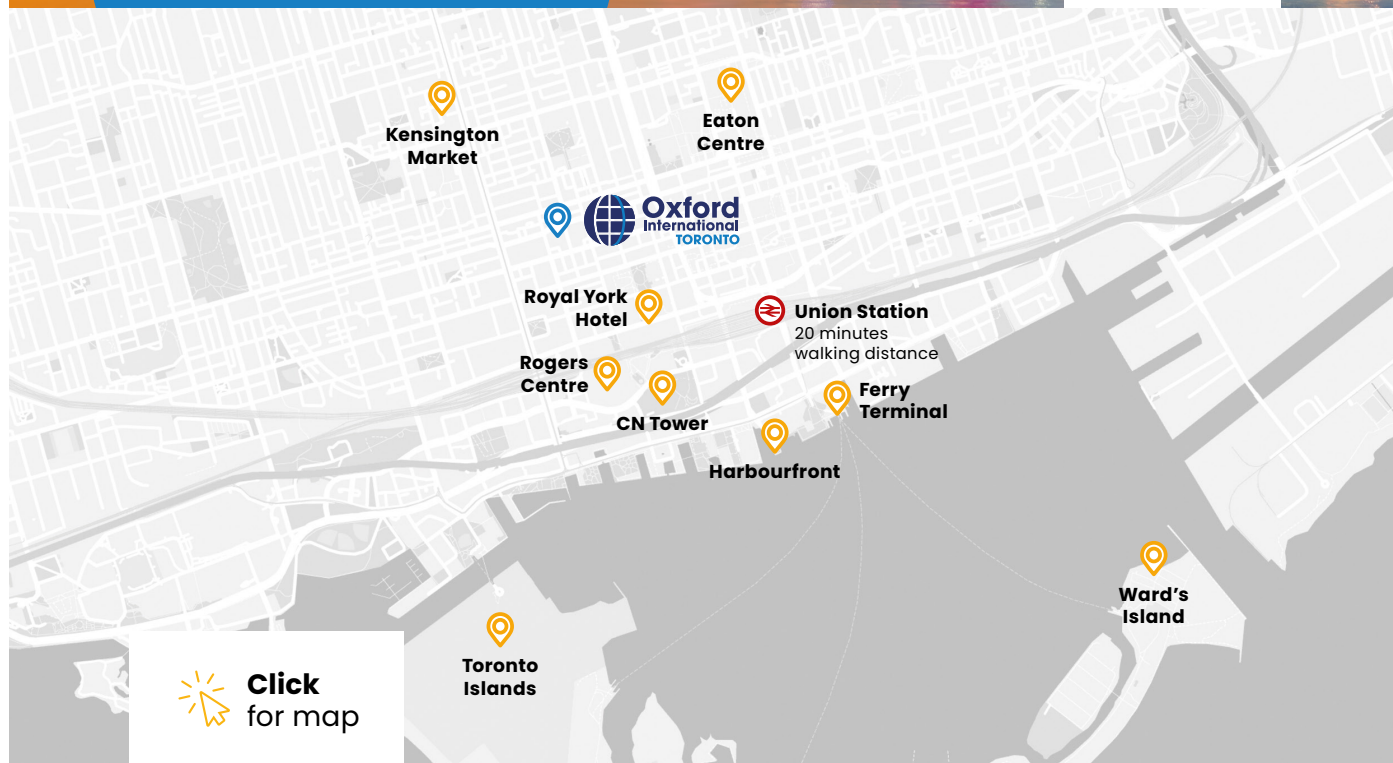 Eaton
Centre
Kensington
Market
Oxford
International
TORONTO
Royal York
Hotel
Union Station
20 minutes
walking distance
Rogers
Centre
CN Tower
Ferry
Terminal
Harbourfront
Ward's
Island
Toronto
Islands
Click
for map